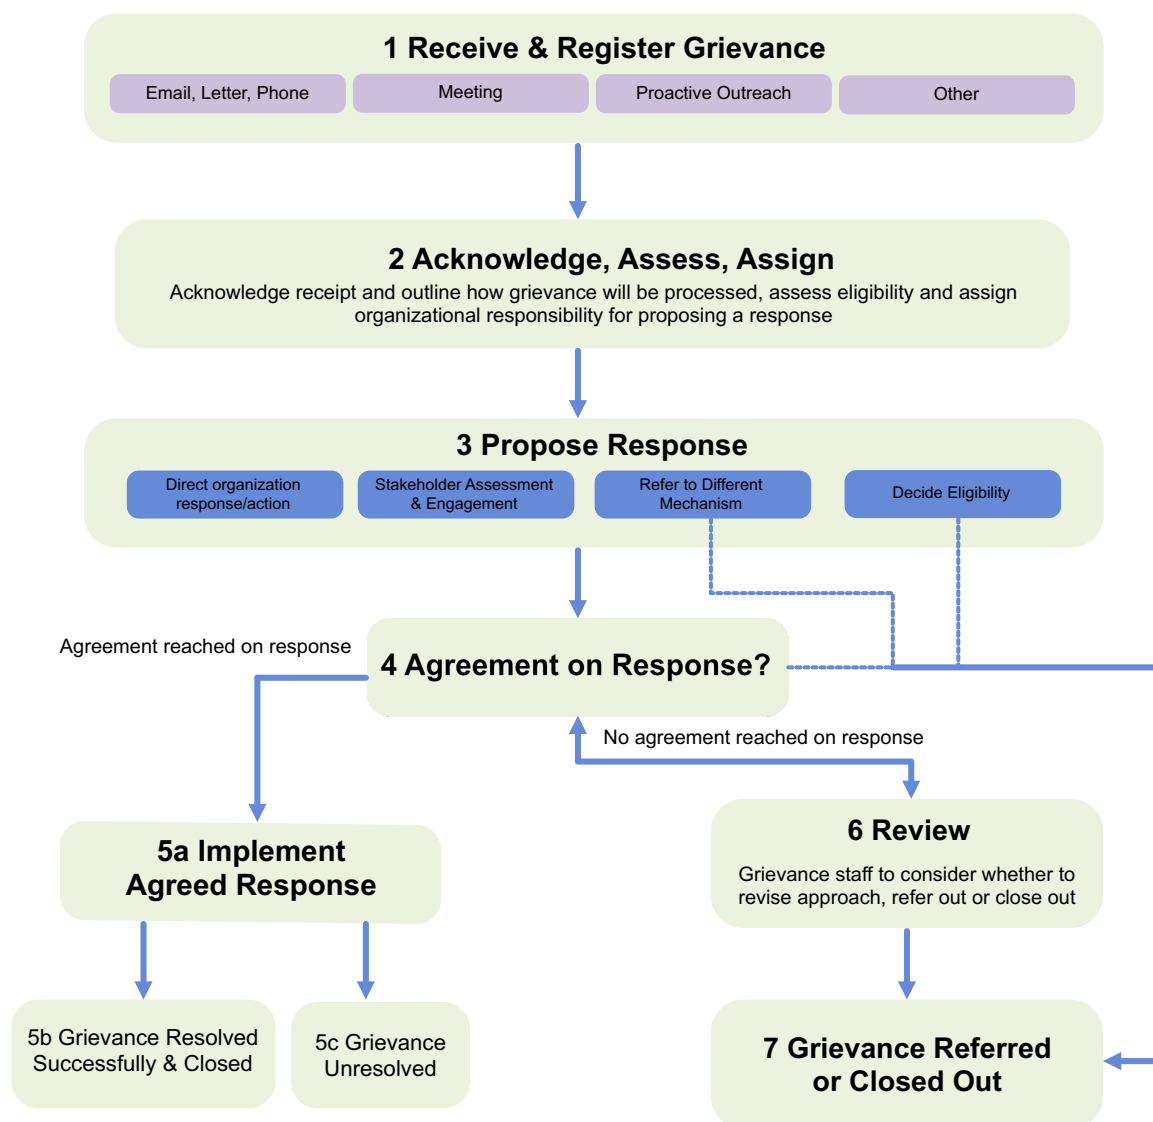 1 Receive & Register Grievance
Email, Letter, Phone
Meeting
Proactive Outreach
Other
2 Acknowledge, Assess, Assign
Acknowledge receipt and outline how grievance will be processed, assess eligibility and assign
organizational responsibility for proposing a response
3 Propose Response
Direct organization
response/action
Stakeholder Assessment
& Engagement
Refer to Different
Mechanism
Decide Eligibility
Agreement reached on response
4 Agreement on Response?
No agreement reached on response
5a Implement
Agreed Response
6 Review
Grievance staff to consider whether to
revise approach, refer out or close out
5b Grievance Resolved
Successfully & Closed
5c Grievance
Unresolved
7 Grievance Referred
or Closed Out